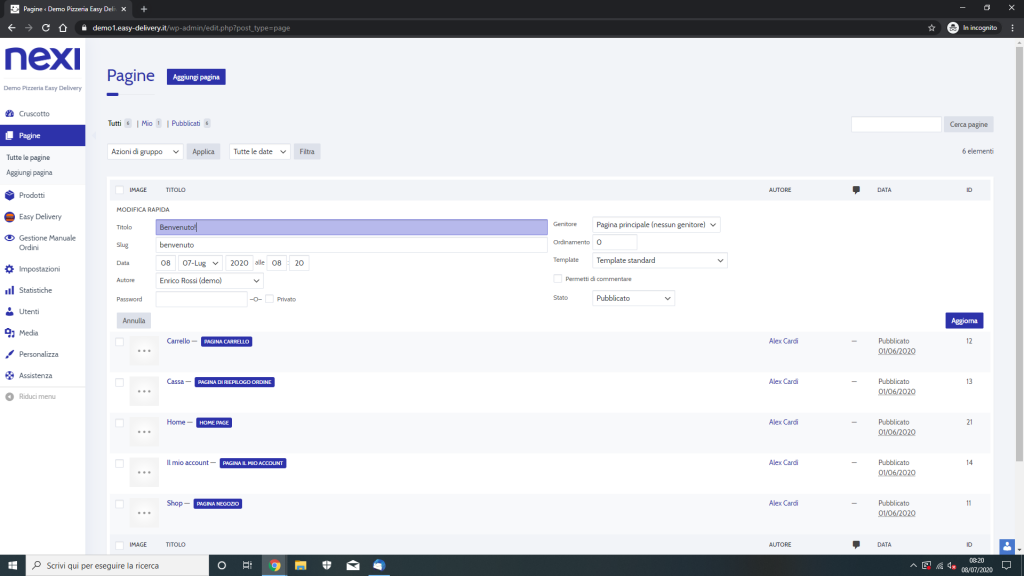 Pagine ‹ Demo Pizzeria Easy Deli
demo1.easy-delivery.it/wp-admin/edit.php?post_type=page
In incognito
nexi
Demo Pizzeria Easy Delivery
Cruscotto
Pagine
Tutte le pagine
Aggiungi pagina
Prodotti
Easy Delivery
Gestione Manuale
Ordini
Impostazioni
Statistiche
Utenti
Media
Personalizza
Assistenza
Riduci menu
Pagine Aggiungi pagina
Tutti 6 | Mio 1 | Pubblicati 6
Cerca pagine
Azioni di gruppo Applica Tutte le date Filtra
6 elementi
IMAGE TITOLO AUTORE DATA ID
MODIFICA RAPIDA
Titolo Benvenuto!
Slug benvenuto
Data 08 07-Lug 2020 alle 08 : 20
Autore Enrico Rossi (demo)
Password –O– Privato
Genitore Pagina principale (nessun genitore)
Ordinamento 0
Template Template standard
Permetti di commentare
Stato Pubblicato
Annulla Aggiorna
Carrello — PAGINA CARRELLO Alex Cardi — Pubblicato 12
01/06/2020
Cassa — PAGINA DI RIEPILOGO ORDINE Alex Cardi — Pubblicato 13
01/06/2020
Home — HOME PAGE Alex Cardi — Pubblicato 21
01/06/2020
Il mio account — PAGINA IL MIO ACCOUNT Alex Cardi — Pubblicato 14
01/06/2020
Shop — PAGINA NEGOZIO Alex Cardi — Pubblicato 11
01/06/2020
IMAGE TITOLO AUTORE DATA ID
Scrivi qui per eseguire la ricerca
08:20
08/07/2020